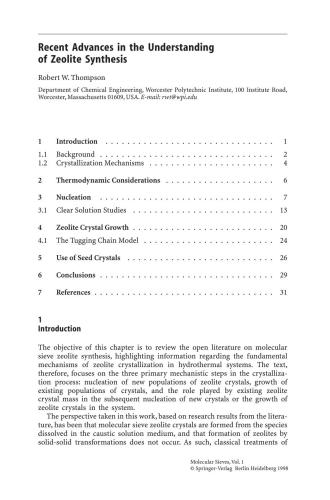 Recent Advances in the Understanding
of Zeolite Synthesis
Robert W. Thompson
Department of Chemical Engineering, Worcester Polytechnic Institute, 100 Institute Road,
Worcester, Massachusetts 01609, USA. E-mail: rwt@wpi.edu
1 Introduction . . . . . . . . . . . . . . . . . . . . . . . . . . . . . . . 1
1.1 Background . . . . . . . . . . . . . . . . . . . . . . . . . . . . . . . 2
1.2 Crystallization Mechanisms . . . . . . . . . . . . . . . . . . . . . . . 4
2 Thermodynamic Considerations . . . . . . . . . . . . . . . . . . . . 6
3 Nucleation . . . . . . . . . . . . . . . . . . . . . . . . . . . . . . . . 7
3.1 Clear Solution Studies . . . . . . . . . . . . . . . . . . . . . . . . . . 13
4 Zeolite Crystal Growth . . . . . . . . . . . . . . . . . . . . . . . . . . 20
4.1 The Tugging Chain Model . . . . . . . . . . . . . . . . . . . . . . . . 24
5 Use of Seed Crystals . . . . . . . . . . . . . . . . . . . . . . . . . . . 26
6 Conclusions . . . . . . . . . . . . . . . . . . . . . . . . . . . . . . . 29
7 References . . . . . . . . . . . . . . . . . . . . . . . . . . . . . . . . 31
1
Introduction
The objective of this chapter is to review the open literature on molecular
sieve zeolite synthesis, highlighting information regarding the fundamental
mechanisms of zeolite crystallization in hydrothermal systems. The text,
therefore, focuses on the three primary mechanistic steps in the crystalliza-
tion process: nucleation of new populations of zeolite crystals, growth of
existing populations of crystals, and the role played by existing zeolite
crystal mass in the subsequent nucleation of new crystals or the growth of
zeolite crystals in the system.
The perspective taken in this work, based on research results from the litera-
ture, has been that molecular sieve zeolite crystals are formed from the species
dissolved in the caustic solution medium, and that formation of zeolites by
solid-solid transformations does not occur. As such, classical treatments of
Molecular Sieves, Vol. 1
© Springer-Verlag Berlin Heidelberg 1998